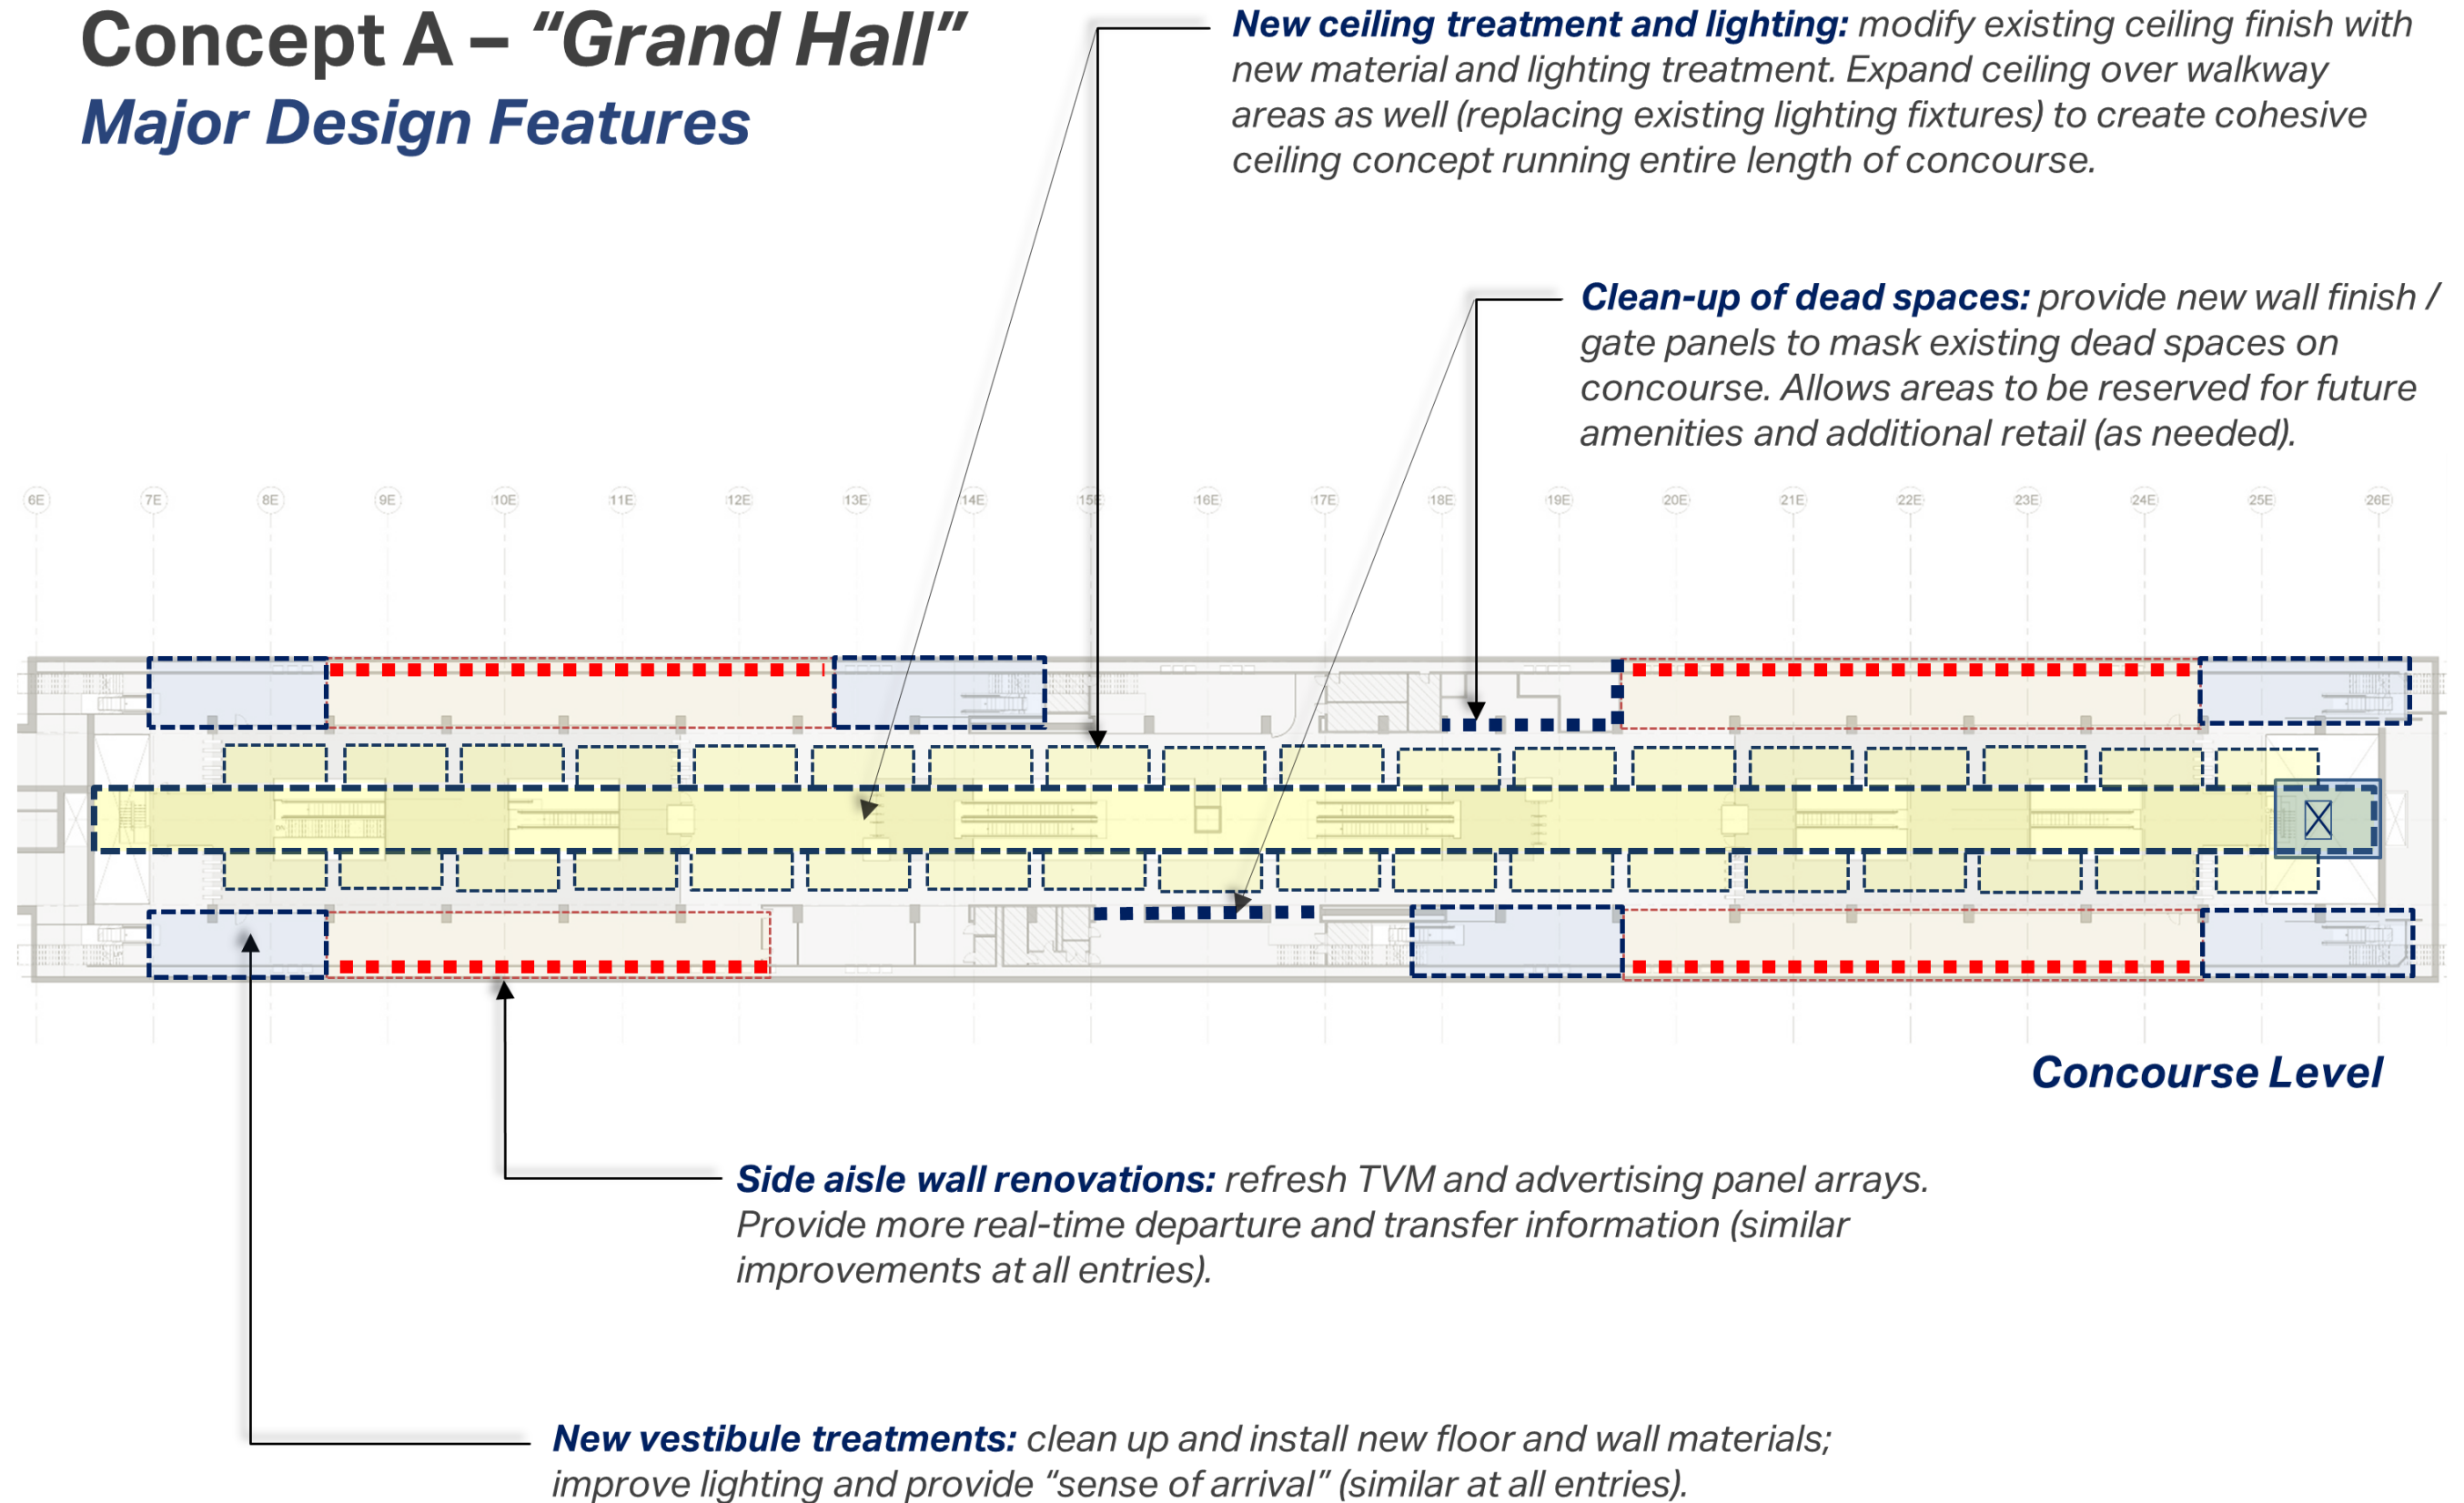 Concept A – “Grand Hall”
Major Design Features
New ceiling treatment and lighting: modify existing ceiling finish with
new material and lighting treatment. Expand ceiling over walkway
areas as well (replacing existing lighting fixtures) to create cohesive
ceiling concept running entire length of concourse.
Clean-up of dead spaces: provide new wall finish /
gate panels to mask existing dead spaces on
concourse. Allows areas to be reserved for future
amenities and additional retail (as needed).
6E 7E 8E 9E 10E 11E 12E 13E 14E 15E 16E 17E 18E 19E 20E 21E 22E 23E 24E 25E 26E
Concourse Level
Side aisle wall renovations: refresh TVM and advertising panel arrays.
Provide more real-time departure and transfer information (similar
improvements at all entries).
New vestibule treatments: clean up and install new floor and wall materials;
improve lighting and provide “sense of arrival” (similar at all entries).